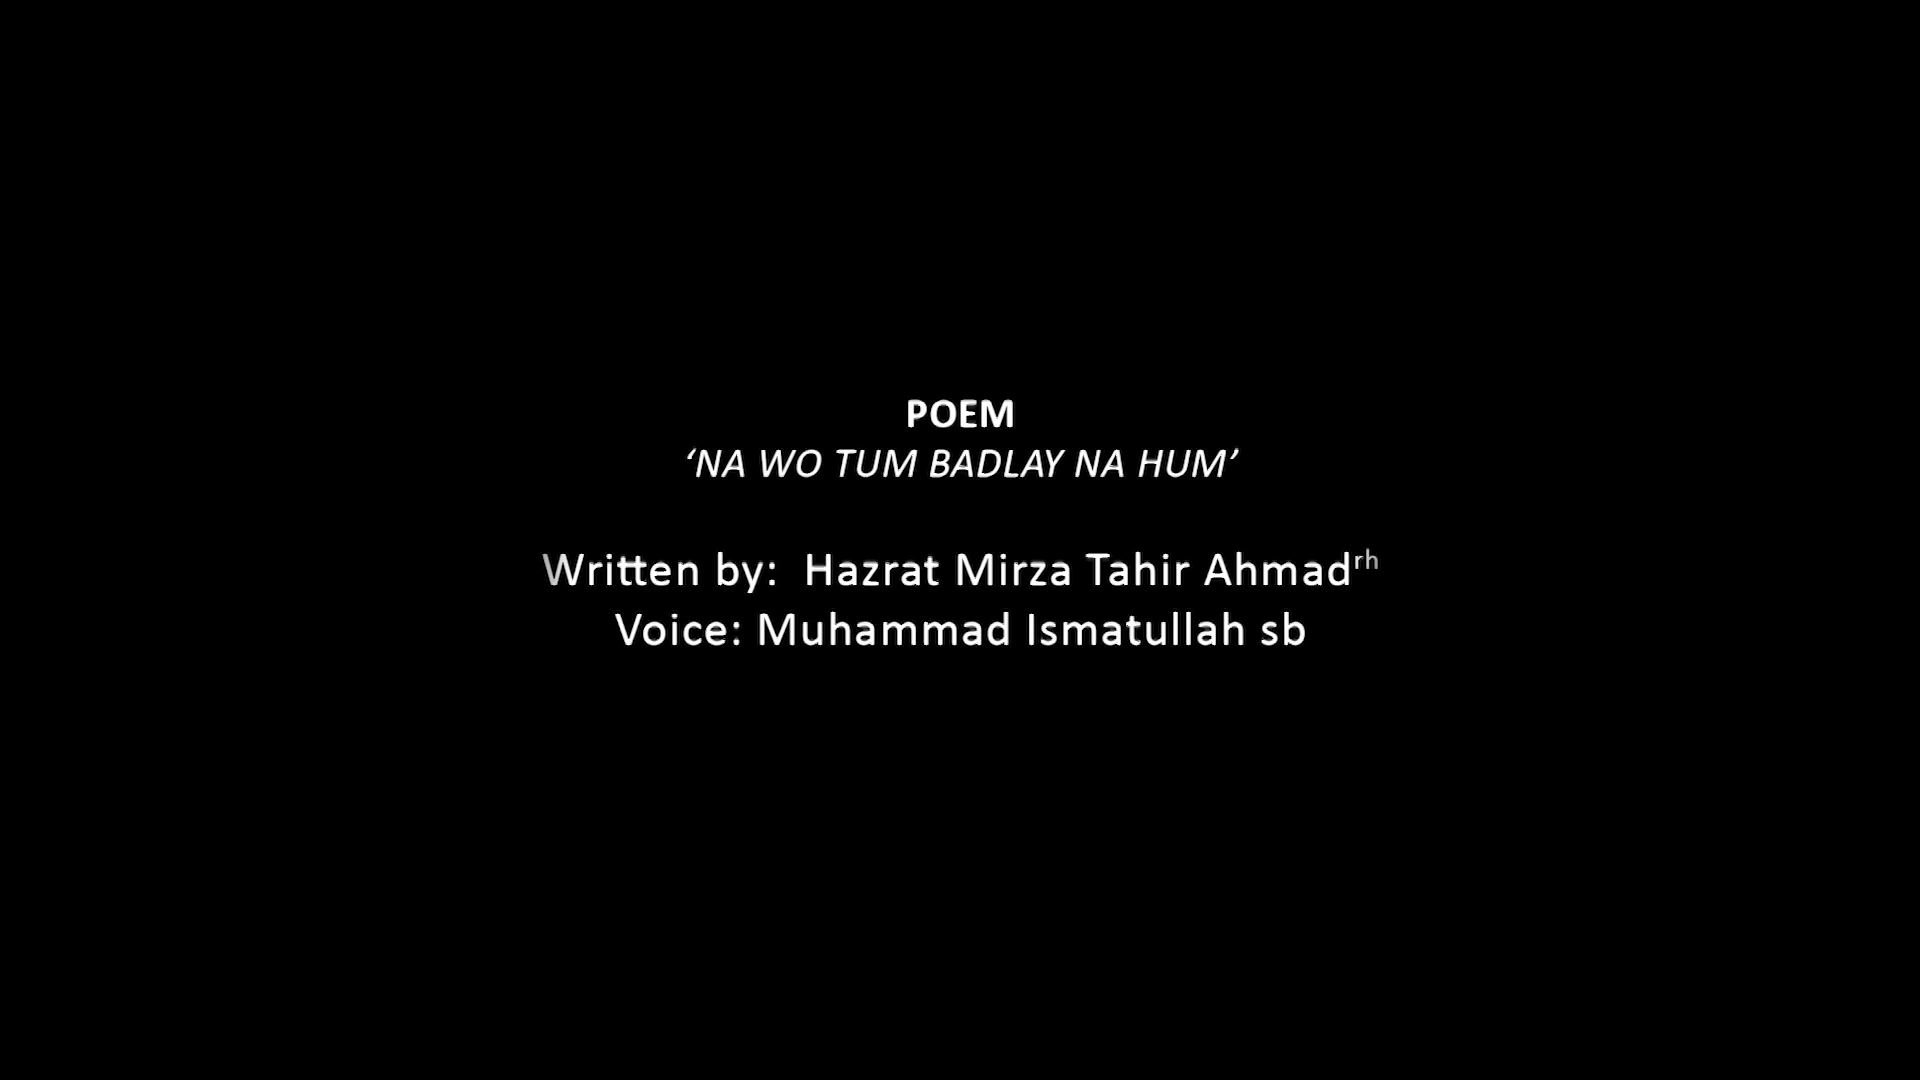 POEM
‘NA WO TUM BADLAY NA HUM’
Written by: Hazrat Mirza Tahir Ahmadrh
Voice: Muhammad Ismatullah sb